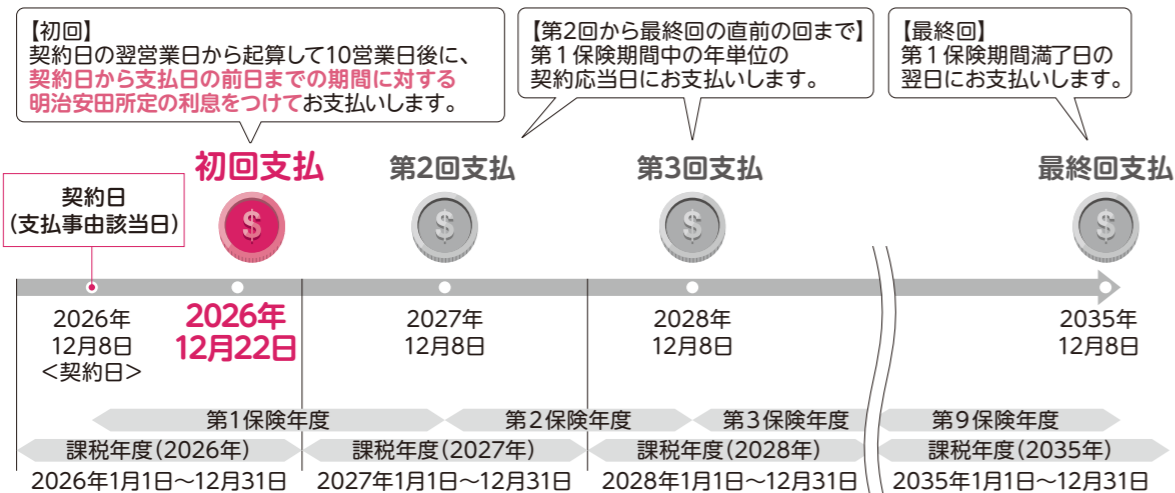 【初回】
契約日の翌営業日から起算して10営業日後に、
契約日から支払日の前日までの期間に対する
明治安田所定の利息をつけてお支払いします。
【第2回から最終回の直前の回まで】
第1保険期間中の年単位の
契約応当日にお支払いします。
【最終回】
第1保険期間満了日の
翌日にお支払いします。
初回支払
第2回支払
第3回支払
最終回支払
契約日
(支払事由該当日)
$
$
$
$
2026年
12月8日
<契約日>
2026年
12月22日
2027年
12月8日
2028年
12月8日
2035年
12月8日
第1保険年度
第2保険年度
第3保険年度
第9保険年度
課税年度(2026年)
課税年度(2027年)
課税年度(2028年)
課税年度(2035年)
2026年1月1日~12月31日
2027年1月1日~12月31日
2028年1月1日~12月31日
2035年1月1日~12月31日